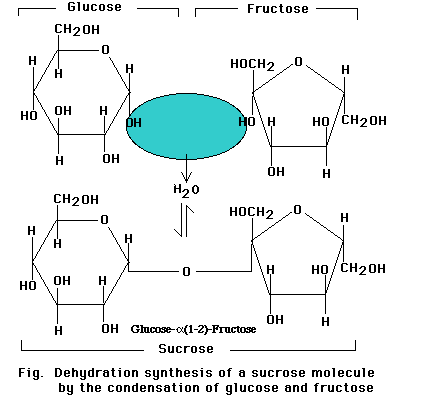 Glucose Fructose
CH2OH
O
HOCH2 O H
H H
H
OH H
HO OH HO H HO CH2OH
H OH
OH H
H2O
CH2OH
O
HOCH2 O H
H H
H
OH H
HO
O
H HO CH2OH
H OH
Glucose-α(1-2)-Fructose
OH H
Sucrose
Fig. Dehydration synthesis of a sucrose molecule
by the condensation of glucose and fructose